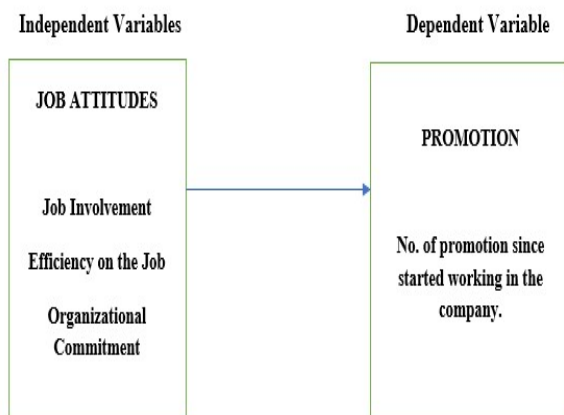 Independent Variables
Dependent Variable
JOB ATTITUDES
Job Involvement
Efficiency on the Job
Organizational
Commitment
PROMOTION
No. of promotion since
started working in the
company.